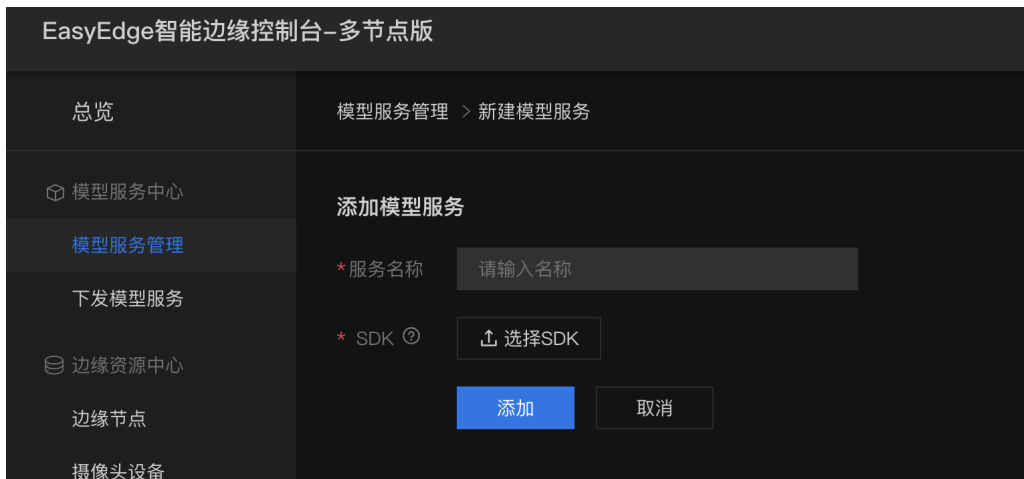 EasyEdge智能边缘控制台-多节点版
总览
模型服务管理 > 新建模型服务
模型服务中心
模型服务管理
下发模型服务
边缘资源中心
边缘节点
摄像头设备
添加模型服务
*服务名称 请输入名称
* SDK ? 选择SDK
添加 取消